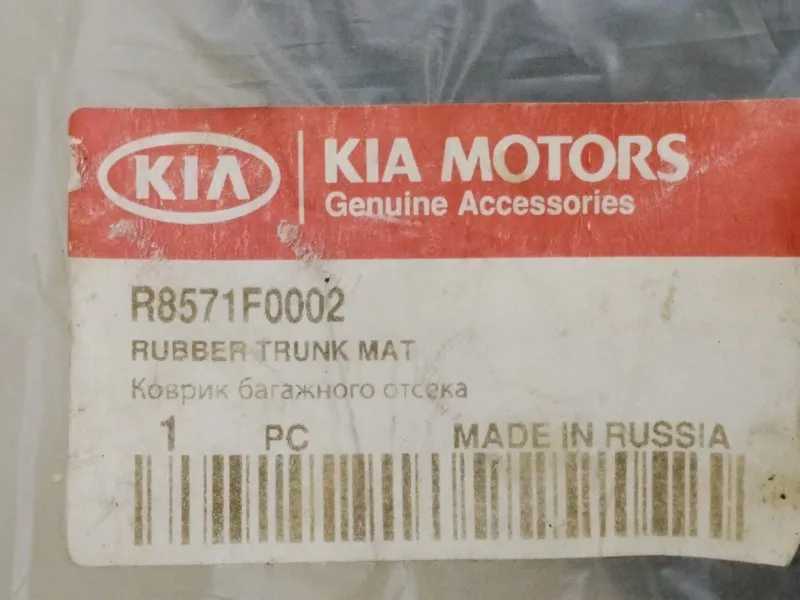 KIA
KIA MOTORS
Genuine Accessories
R8571F0002
RUBBER TRUNK MAT
Коврик багажного отсека
1 PC MADE IN RUSSIA